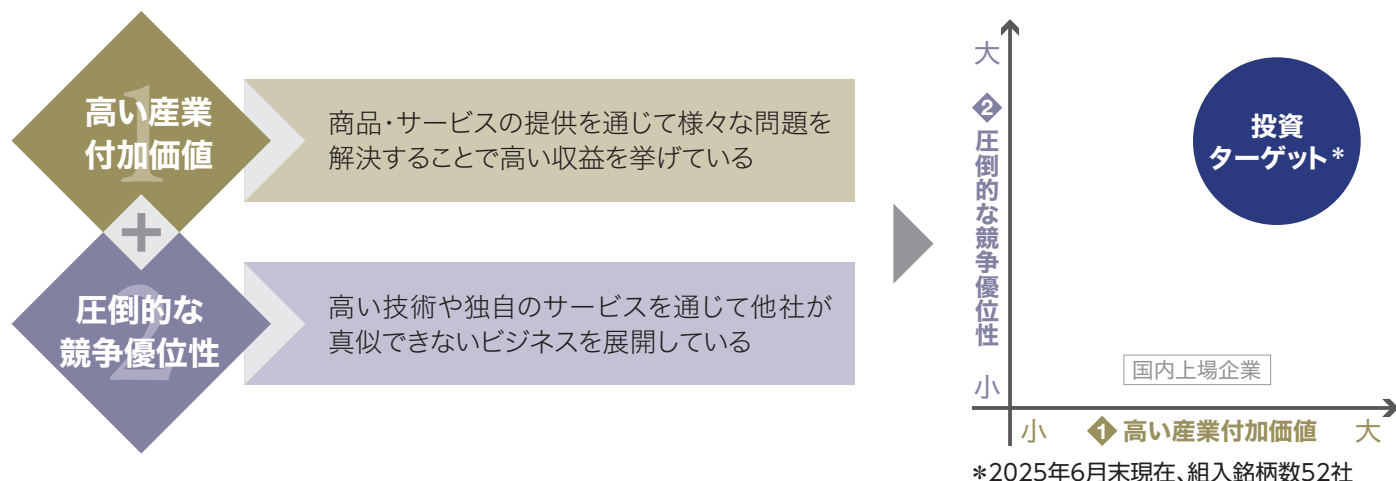 1
高い産業
付加価値
商品・サービスの提供を通じて様々な問題を
解決することで高い収益を挙げている
+
2
圧倒的な
競争優位性
高い技術や独自のサービスを通じて他社が
真似できないビジネスを展開している
大
2 圧倒的な競争優位性
小
投資
ターゲット*
国内上場企業
小 1 高い産業付加価値 大
*2025年6月末現在、組入銘柄数52社